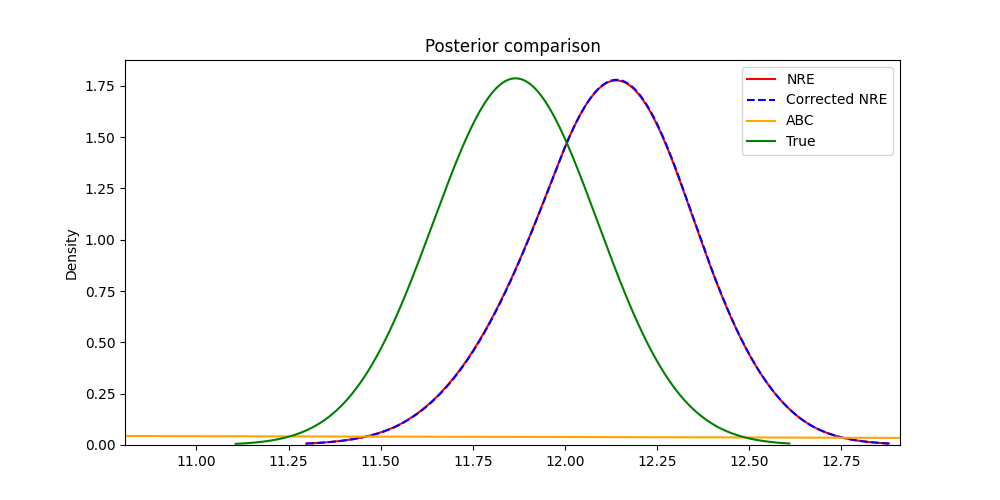 Posterior comparison
NRE
Corrected NRE
ABC
True
Density
1.75
1.50
1.25
1.00
0.75
0.50
0.25
0.00
11.00 11.25 11.50 11.75 12.00 12.25 12.50 12.75